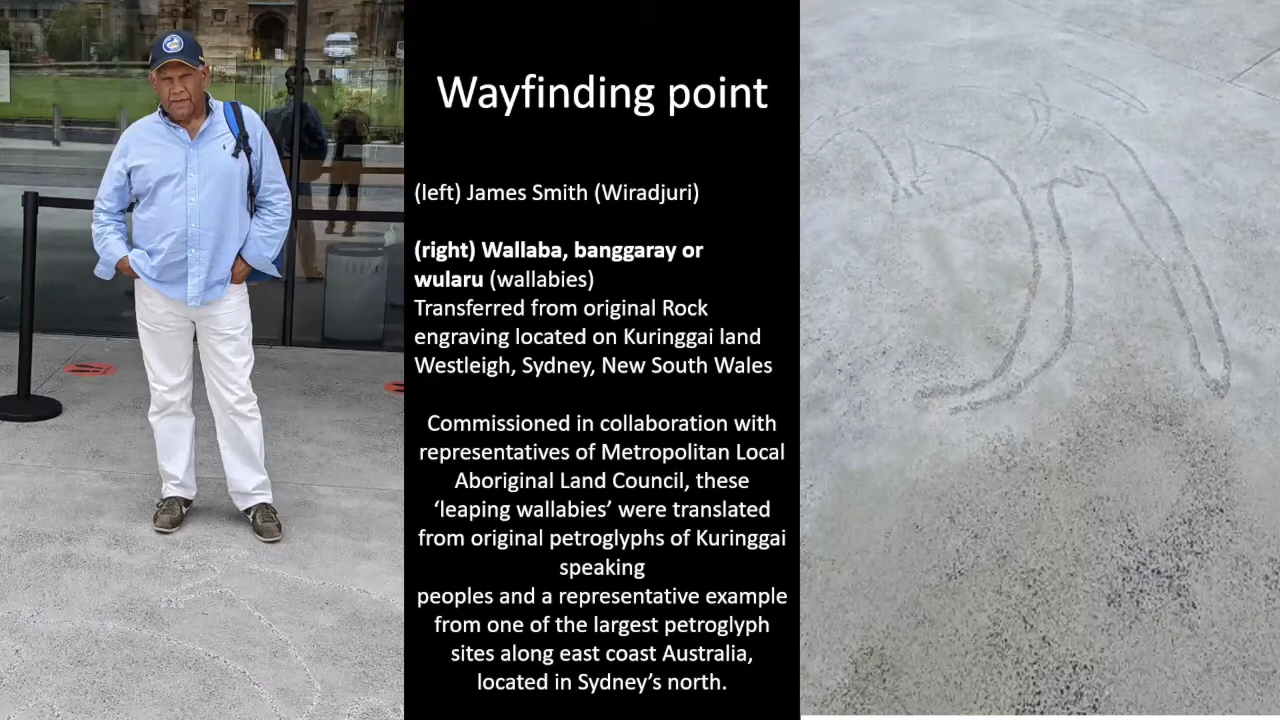 Wayfinding point
(left) James Smith (Wiradjuri)
(right) Wallaba, banggaray or
wularu (wallabies)
Transferred from original Rock
engraving located on Kuringgai land
Westleigh, Sydney, New South Wales
Commissioned in collaboration with
representatives of Metropolitan Local
Aboriginal Land Council, these
‘leaping wallabies’ were translated
from original petroglyphs of Kuringgai
speaking
peoples and a representative example
from one of the largest petroglyph
sites along east coast Australia,
located in Sydney’s north.